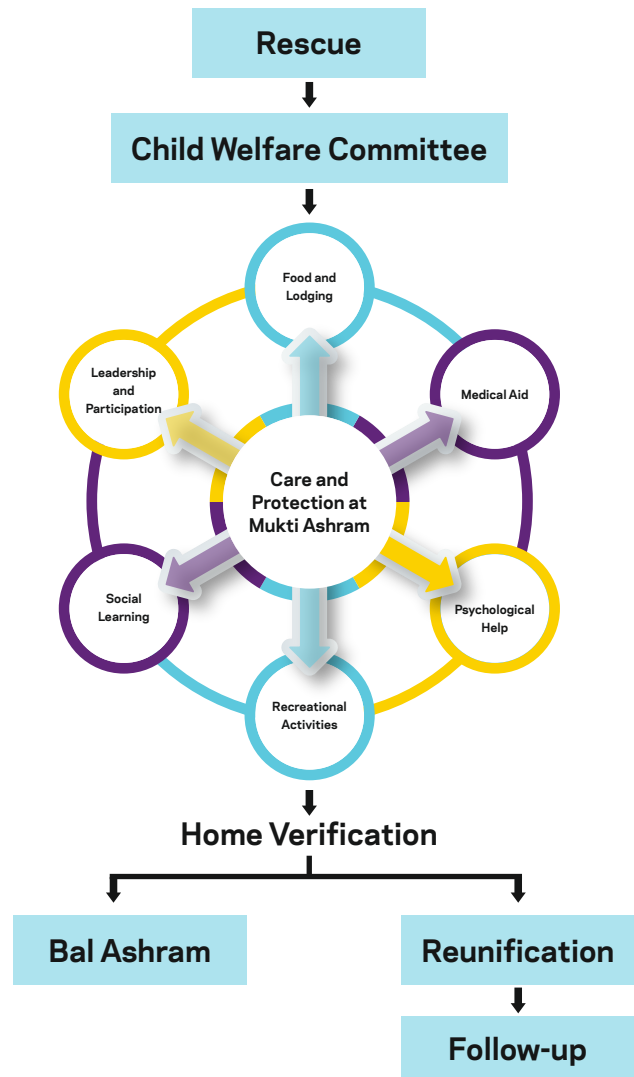 Rescue
Child Welfare Committee
Food and
Lodging
Leadership
and
Participation
Medical Aid
Care and
Protection at
Mukti Ashram
Social
Learning
Psychological
Help
Recreational
Activities
Home Verification
Bal Ashram
Reunification
Follow-up